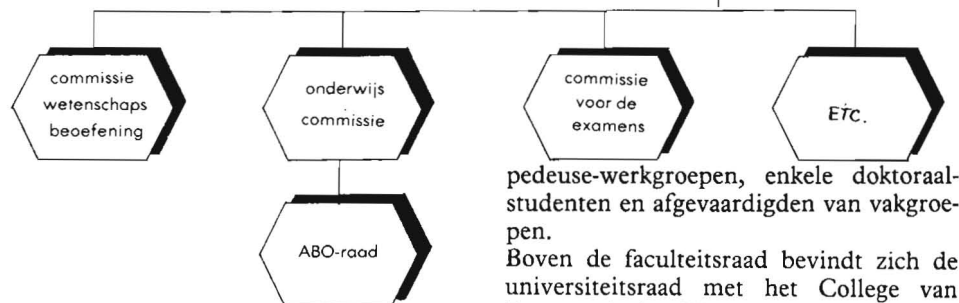 commissie
wetenschaps
beoefening
onderwijs
commissie
commissie
voor de
examens
ETC.
ABO-raad
pedeuse-werkgroepen, enkele doktoraal-
studenten en afgevaardigden van vakgroe-
pen.
Boven de faculteitsraad bevindt zich de
universiteitsraad met het College van